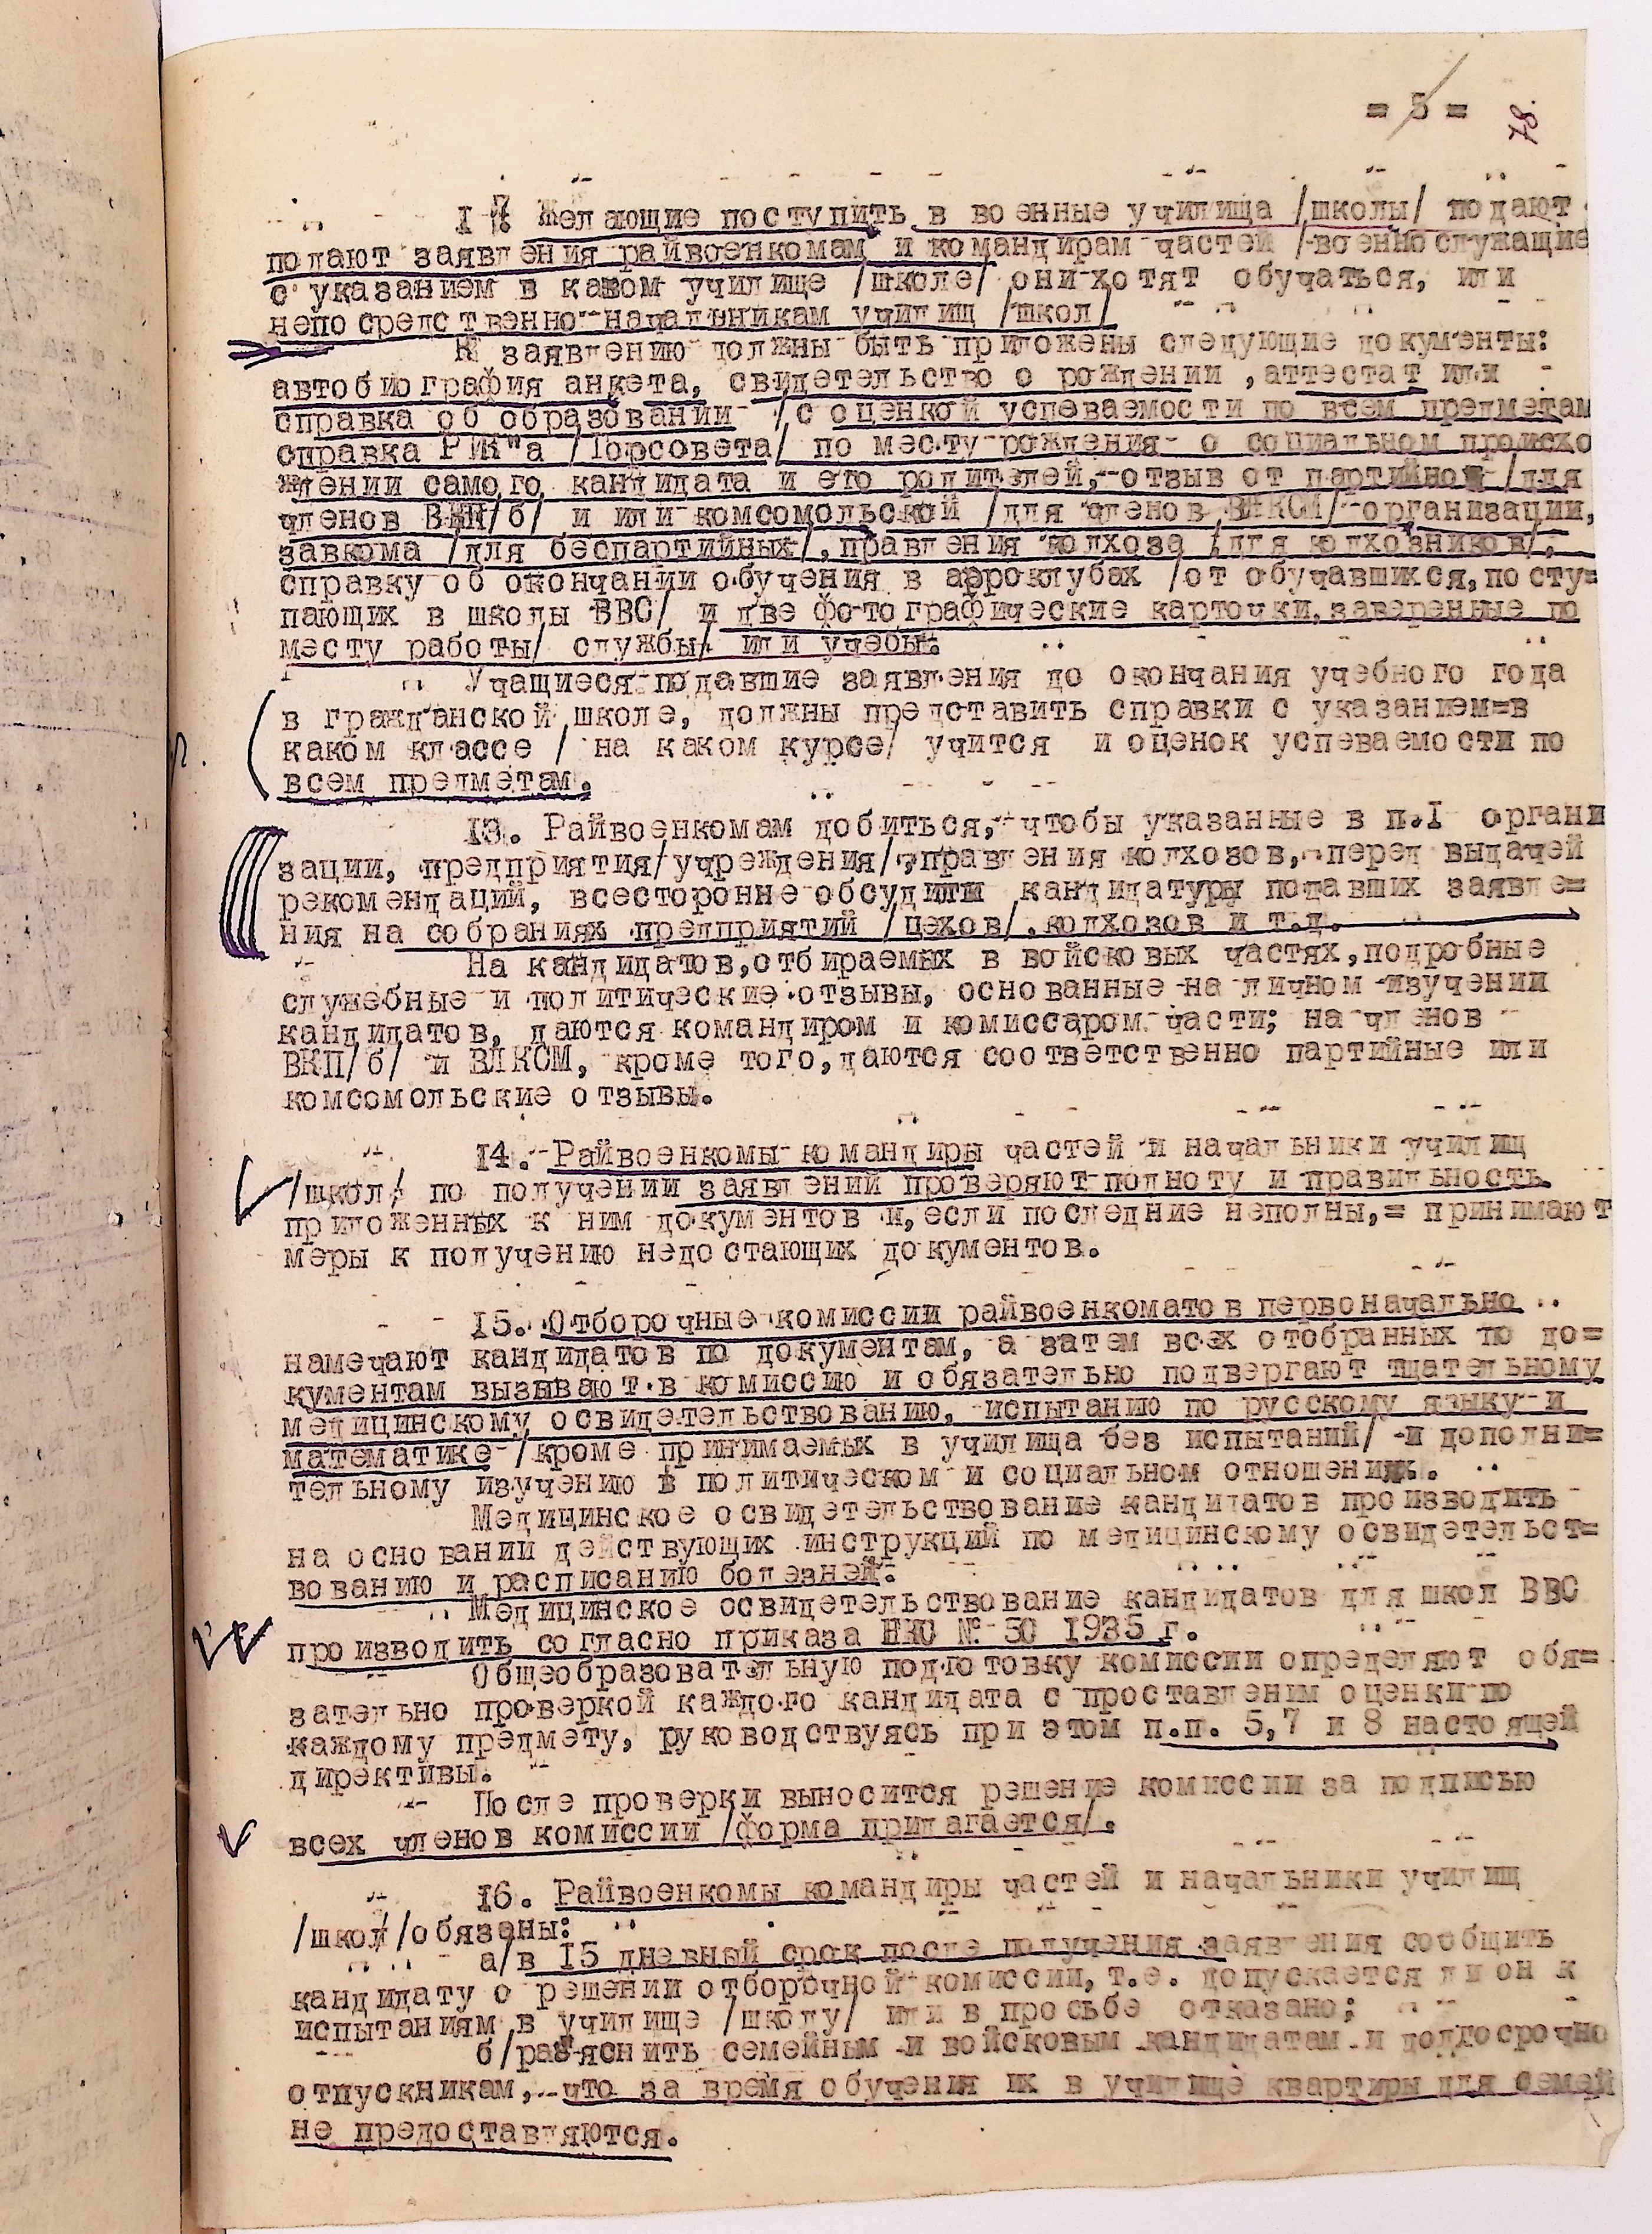 = 5 =
78.
Желающие поступить в военные училища /школы/ подают
подают заявления райвоенкомам и командирам частей /военнослужащие
с указанием в каком училище /школе/ они хотят обучаться, или
непосредственно начальникам училищ /школ/
К заявлению должны быть приложены следующие документы:
автобиография анкета, свидетельство о рождении ,аттестат или
справка об образовании /с оценкой успеваемости по всем предметам
справка РИК"а /Горсовета/ по месту рождения о социальном происхо
ждении самого кандидата и его родителей, отзыв от партийной /для
членов ВКП/б/ и или комсомольской /для членов ВЛКСМ/ организации,
завкома /для беспартийных/, правления колхоза /для колхозников/,
справку об окончании обучения в аэроклубах /от обучавшихся, посту=
пающих в школы ВВС/ и две фотографические карточки, заверенные по
месту работы/ службы/ или учебы.
Учащиеся подавшие заявления до окончания учебного года
в гражданской школе, должны представить справки с указанием=в
каком классе / на каком курсе/ учится и оценок успеваемости по
всем предметам.
13. Райвоенкомам добиться, чтобы указанные в п.I органи
зации, предприятия/учреждения/, правления колхозов, перед выдачей
рекомендаций, всесторонне обсудили кандидатуры подавших заявле=
ния на собраниях предприятий /цехов/, колхозов и т.д.
На кандидатов, отбираемых в войсковых частях, подробные
служебные и политические отзывы, основанные на личном изучении
кандидатов, даются командиром и комиссаром части; на членов
ВКП/б/ и ВЛКСМ, кроме того, даются соответственно партийные или
комсомольские отзывы.
I4. Райвоенкомы командиры частей и начальники училищ
/школ/ по получении заявлений проверяют полноту и правильность
приложенных к ним документов и, если последние неполны,= принимают
меры к получению недостающих документов.
I5. Отборочные комиссии райвоенкоматов первоначально
намечают кандидатов по документам, а затем всех отобранных по до=
кументам вызывают в комиссию и обязательно подвергают тщательному
медицинскому освидетельствованию, испытанию по русскому языку и
математике /кроме принимаемых в училища без испытаний/ и дополни=
тельному изучению в политическом и социальном отношениях.
Медицинское освидетельствование кандидатов производить
на основании действующих инструкций по медицинскому освидетельст=
вованию и расписанию болезней.
Медицинское освидетельствование кандидатов для школ ВВС
производить согласно приказа НКО № 50 1935 г.
Общеобразовательную подготовку комиссии определяют обя=
зательно проверкой каждого кандидата с проставленим оценки по
каждому предмету, руководствуясь при этом п.п. 5,7 и 8 настоящей
директивы.
После проверки выносится решение комиссии за подписью
всех членов комиссии /форма прилагается/.
I6. Райвоенкомы командиры частей и начальники училищ
/школ//обязаны:
а/в I5 дневный срок после получения заявления сообщить
кандидату о решении отборочной комиссии, т.е. допускается ли он к
испытаниям в училище /школу/ или в просьбе отказано;
б/раз'яснить семейным и войсковым кандидатам и долгосрочно
отпускникам, что за время обучения их в училище квартиры для семей
не предоставляются.